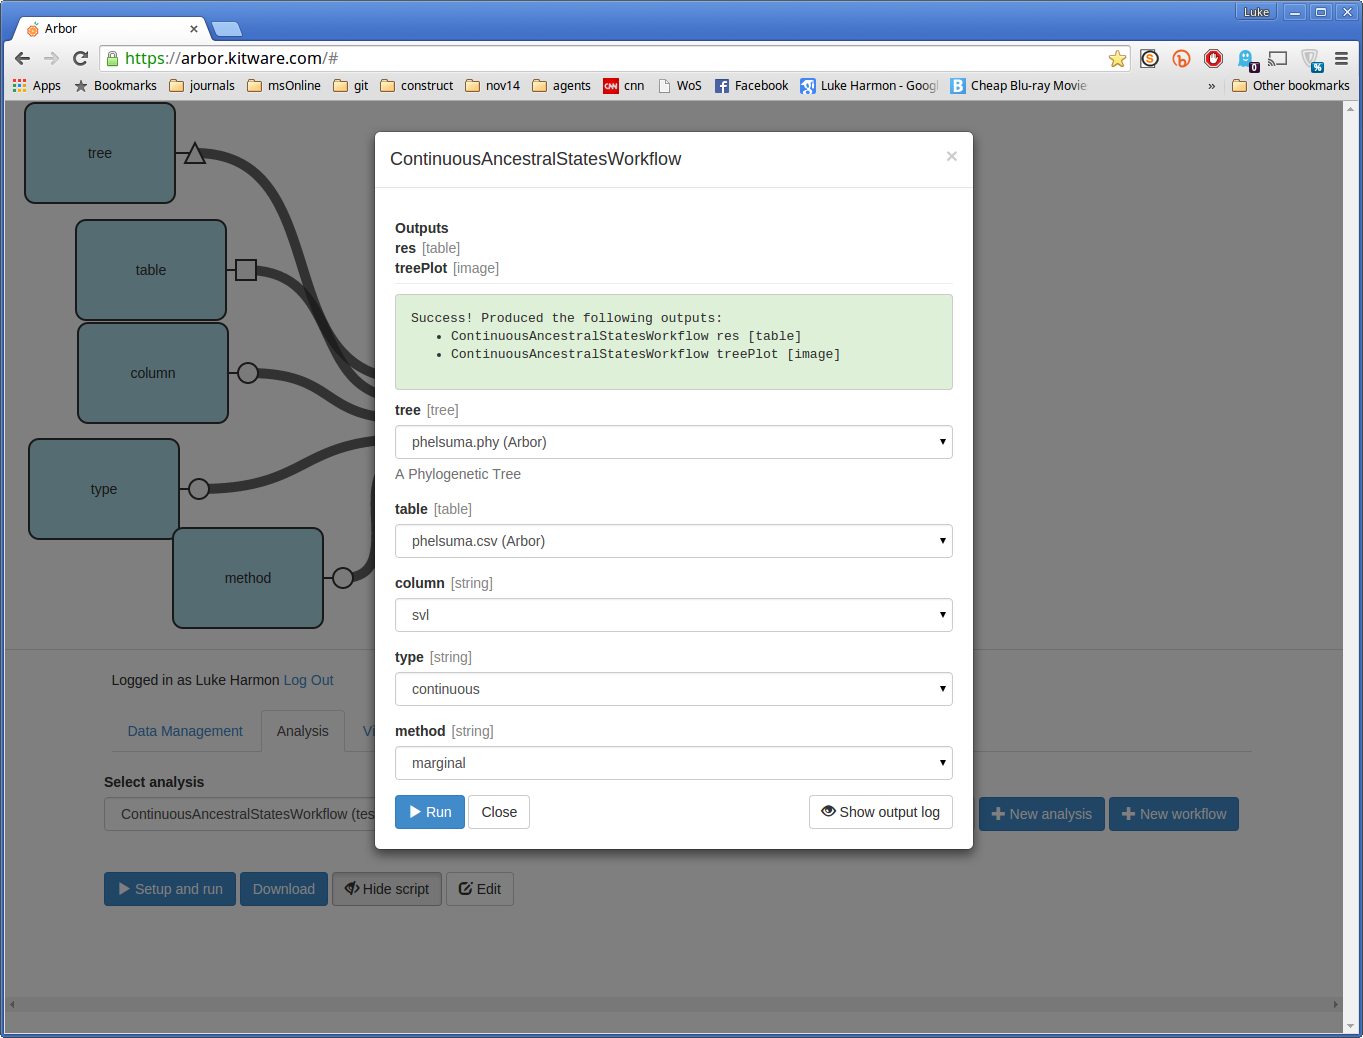 Luke
Arbor
https://arbor.kitware.com/#
Apps Bookmarks journals msOnline git construct nov14 agents cnn WoS Facebook Luke Harmon - Googl Cheap Blu-ray Movie » Other bookmarks
tree
table
column
type
method
ContinuousAncestralStatesWorkflow
Outputs
res [table]
treePlot [image]
Success! Produced the following outputs:
• ContinuousAncestralStatesWorkflow res [table]
• ContinuousAncestralStatesWorkflow treePlot [image]
tree [tree]
phelsuma.phy (Arbor)
A Phylogenetic Tree
table [table]
phelsuma.csv (Arbor)
column [string]
svl
type [string]
continuous
method [string]
marginal
Run Close Show output log
Logged in as Luke Harmon Log Out
Data Management Analysis Vi
Select analysis
ContinuousAncestralStatesWorkflow (tes
New analysis New workflow
Setup and run Download Hide script Edit